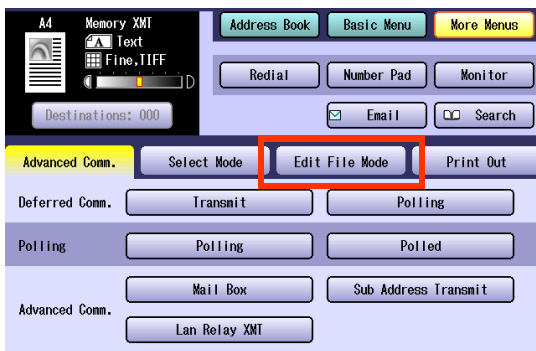 A4 Memory XMT Address Book Basic Menu More Menus
A Text
Fine,TIFF
Redial Number Pad Monitor
D
Destinations: 000 Email Search
Advanced Comm. Select Mode Edit File Mode Print Out
Deferred Comm. Transmit Polling
Polling Polling Polled
Mail Box Sub Address Transmit
Advanced Comm.
Lan Relay XMT